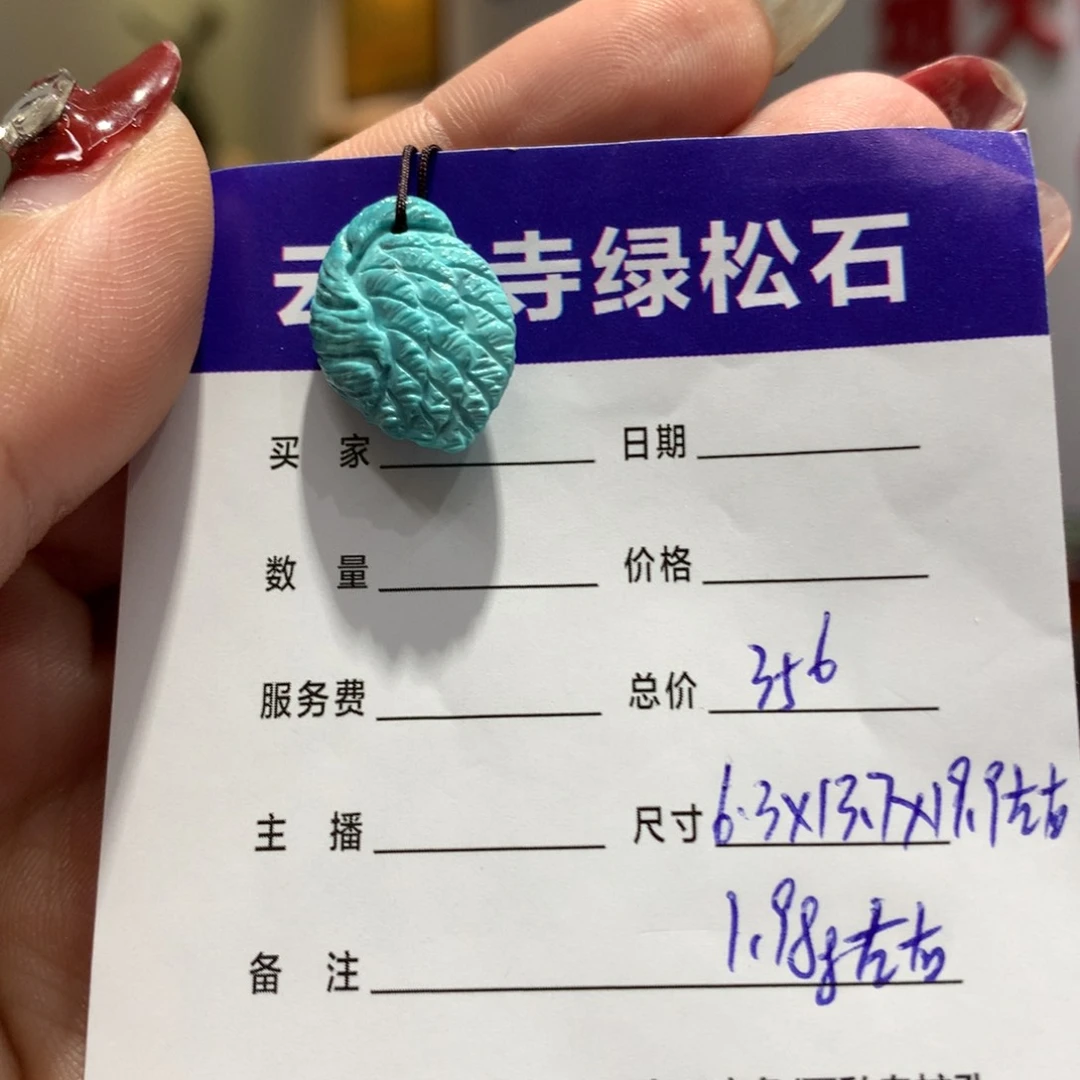 云 寺绿松石
买 家 日期
数 量 价格
服务费 总价 356
主 播 尺寸 6.3x13.7x19.9左右
备 注 1.98g左右